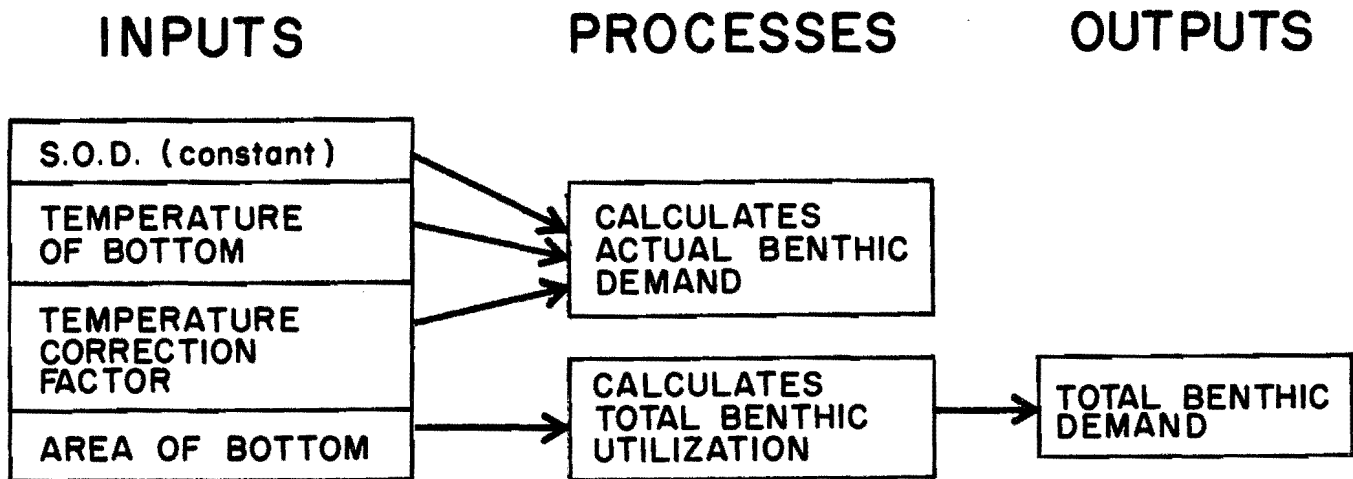 INPUTS
PROCESSES
OUTPUTS
S.O.D. (constant)
TEMPERATURE
OF BOTTOM
TEMPERATURE
CORRECTION
FACTOR
AREA OF BOTTOM
CALCULATES
ACTUAL BENTHIC
DEMAND
CALCULATES
TOTAL BENTHIC
UTILIZATION
TOTAL BENTHIC
DEMAND